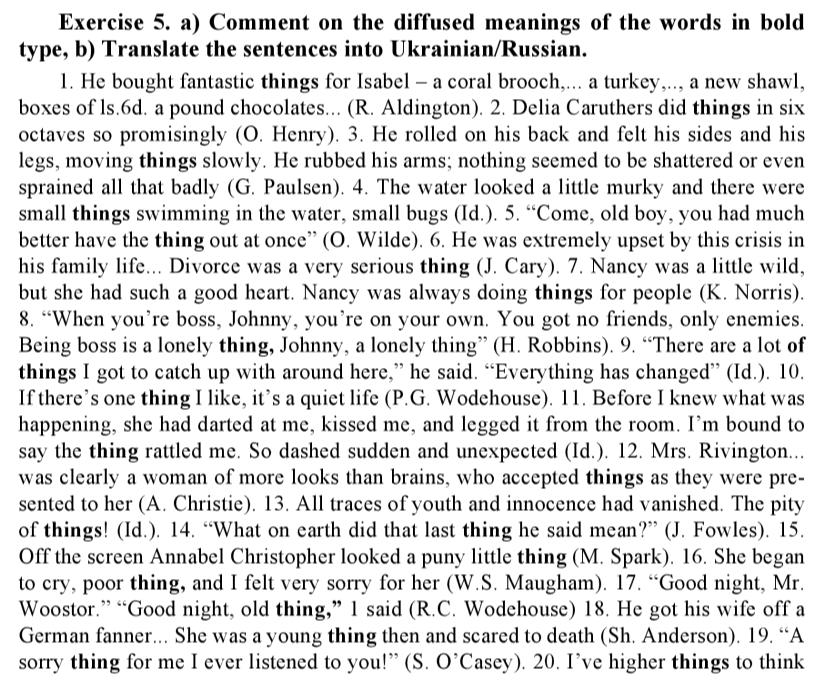 Exercise 5. a) Comment on the diffused meanings of the words in bold
type, b) Translate the sentences into Ukrainian/Russian.
1. He bought fantastic things for Isabel – a coral brooch,... a turkey,.., a new shawl,
boxes of ls.6d. a pound chocolates... (R. Aldington). 2. Delia Caruthers did things in six
octaves so promisingly (O. Henry). 3. He rolled on his back and felt his sides and his
legs, moving things slowly. He rubbed his arms; nothing seemed to be shattered or even
sprained all that badly (G. Paulsen). 4. The water looked a little murky and there were
small things swimming in the water, small bugs (Id.). 5. “Come, old boy, you had much
better have the thing out at once” (O. Wilde). 6. He was extremely upset by this crisis in
his family life... Divorce was a very serious thing (J. Cary). 7. Nancy was a little wild,
but she had such a good heart. Nancy was always doing things for people (K. Norris).
8. “When you’re boss, Johnny, you’re on your own. You got no friends, only enemies.
Being boss is a lonely thing, Johnny, a lonely thing” (H. Robbins). 9. “There are a lot of
things I got to catch up with around here,” he said. “Everything has changed” (Id.). 10.
If there’s one thing I like, it’s a quiet life (P.G. Wodehouse). 11. Before I knew what was
happening, she had darted at me, kissed me, and legged it from the room. I’m bound to
say the thing rattled me. So dashed sudden and unexpected (Id.). 12. Mrs. Rivington...
was clearly a woman of more looks than brains, who accepted things as they were pre-
sented to her (A. Christie). 13. All traces of youth and innocence had vanished. The pity
of things! (Id.). 14. “What on earth did that last thing he said mean?” (J. Fowles). 15.
Off the screen Annabel Christopher looked a puny little thing (M. Spark). 16. She began
to cry, poor thing, and I felt very sorry for her (W.S. Maugham). 17. “Good night, Mr.
Woostor.” “Good night, old thing,” 1 said (R.C. Wodehouse) 18. He got his wife off a
German fanner... She was a young thing then and scared to death (Sh. Anderson). 19. “A
sorry thing for me I ever listened to you!” (S. O’Casey). 20. I’ve higher things to think